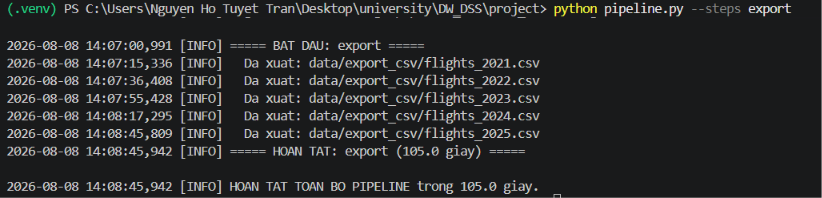 (.venv) PS C:\Users\Nguyen Ho Tuyet Tran\Desktop\university\DW_DSS\project> python pipeline.py --steps export
2026-08-08 14:07:00,991 [INFO] ===== BAT DAU: export =====
2026-08-08 14:07:15,336 [INFO]   Da xuat: data/export_csv/flights_2021.csv
2026-08-08 14:07:36,408 [INFO]   Da xuat: data/export_csv/flights_2022.csv
2026-08-08 14:07:55,428 [INFO]   Da xuat: data/export_csv/flights_2023.csv
2026-08-08 14:08:17,295 [INFO]   Da xuat: data/export_csv/flights_2024.csv
2026-08-08 14:08:45,809 [INFO]   Da xuat: data/export_csv/flights_2025.csv
2026-08-08 14:08:45,942 [INFO] ===== HOAN TAT: export (105.0 giay) =====
2026-08-08 14:08:45,942 [INFO] HOAN TAT TOAN BO PIPELINE trong 105.0 giay.